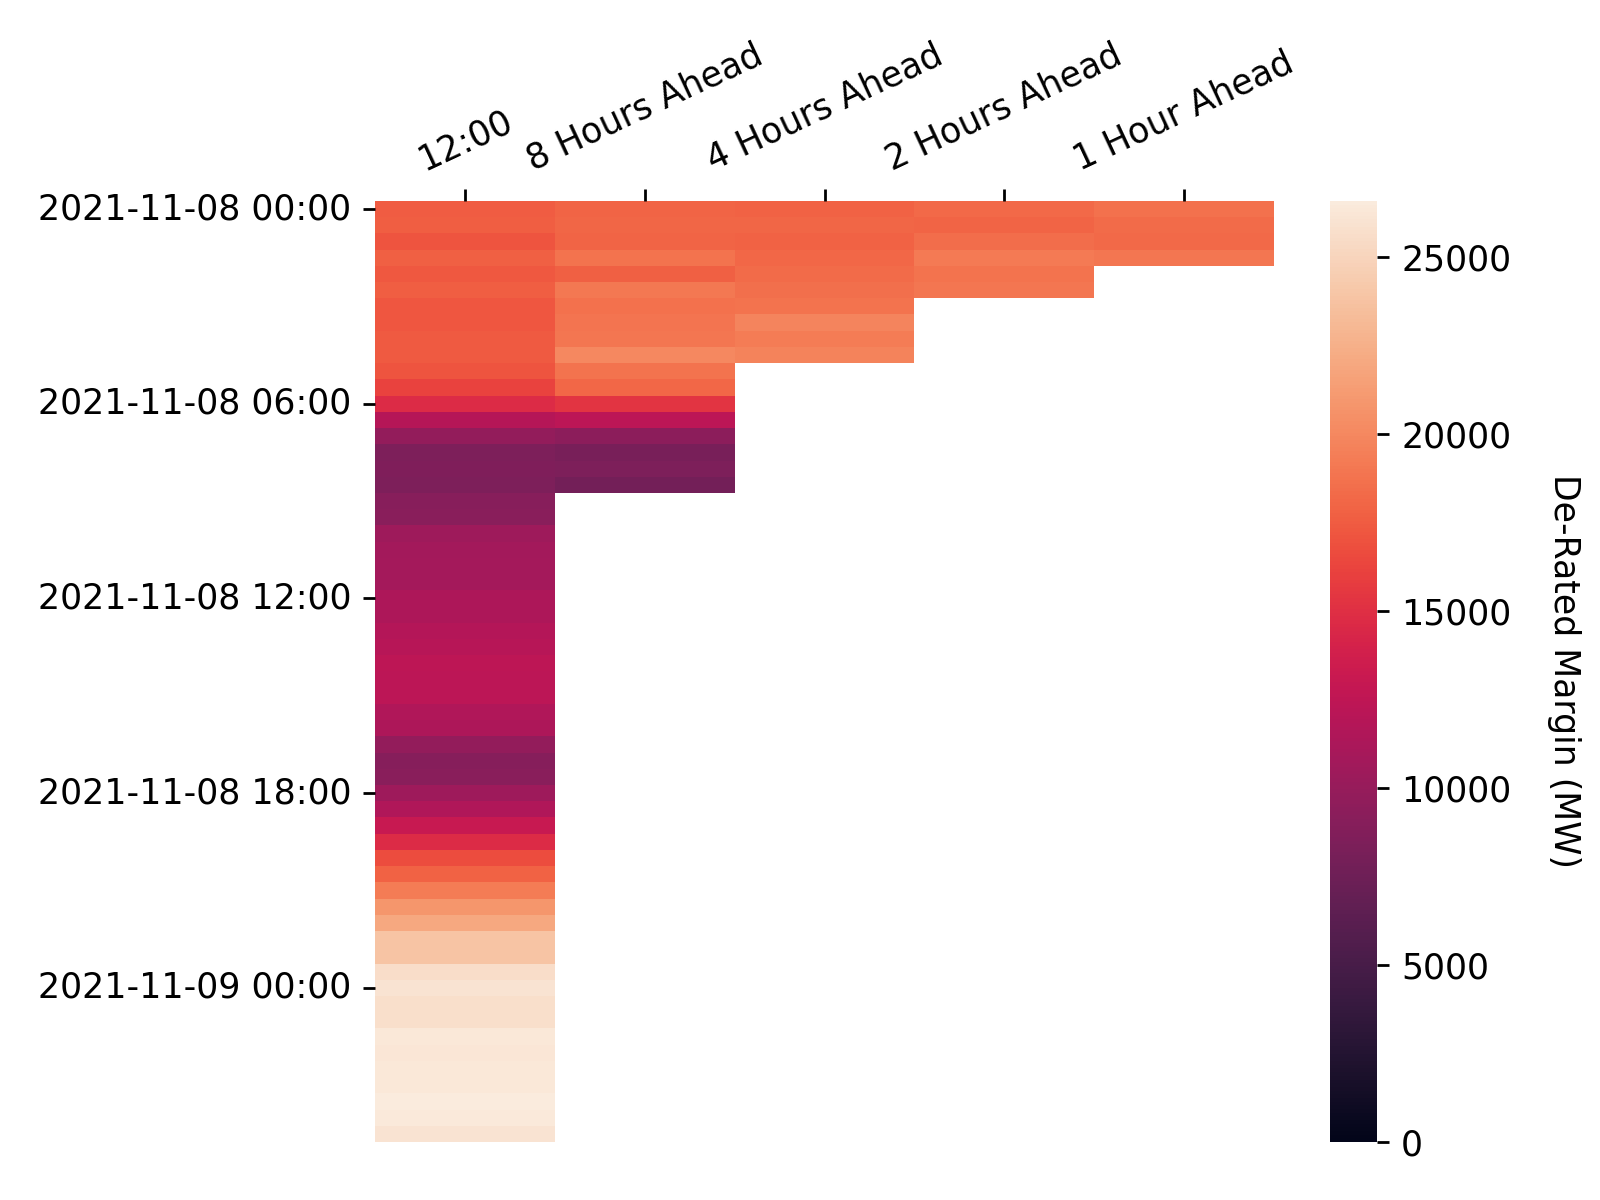 12:00
8 Hours Ahead
4 Hours Ahead
2 Hours Ahead
1 Hour Ahead
2021-11-08 00:00
2021-11-08 06:00
2021-11-08 12:00
2021-11-08 18:00
2021-11-09 00:00
25000
20000
15000
10000
5000
0
De-Rated Margin (MW)